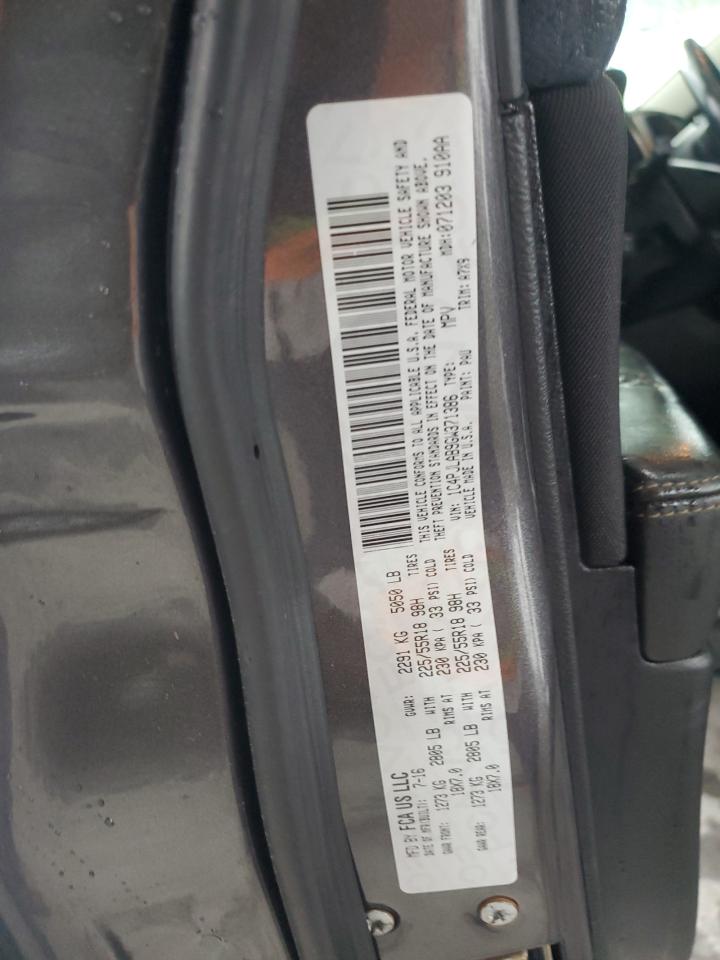 MFD BY FCA US LLC
DATE OF MFR(BUILT): 7-16 GVWR: 2291 KG 5050 LB
GAWR FRONT: 1273 KG 2805 LB WITH 225/55R18 98H TIRES
18X7.0 RIMS AT 230 KPA ( 33 PSI) COLD
GAWR REAR: 1273 KG 2805 LB WITH 225/55R18 98H TIRES
18X7.0 RIMS AT 230 KPA ( 33 PSI) COLD
THIS VEHICLE CONFORMS TO ALL APPLICABLE U.S.A. FEDERAL MOTOR VEHICLE SAFETY AND
THEFT PREVENTION STANDARDS IN EFFECT ON THE DATE OF MANUFACTURE SHOWN ABOVE.
VIN: 1C4PJLAB9GW371386 TYPE: MPV MDH:071203 910AA
VEHICLE MADE IN U.S.A. PAINT: PAU TRIM: A7X9